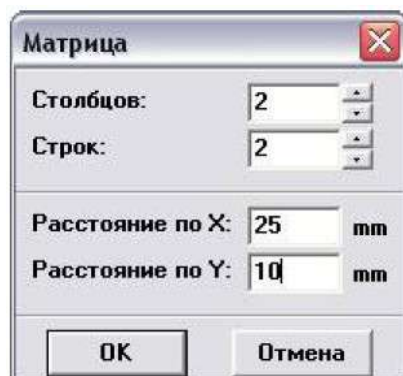 Матрица
Столбцов: 2
Строк: 2
Расстояние по X: 25 mm
Расстояние по Y: 10 mm
OK Отмена